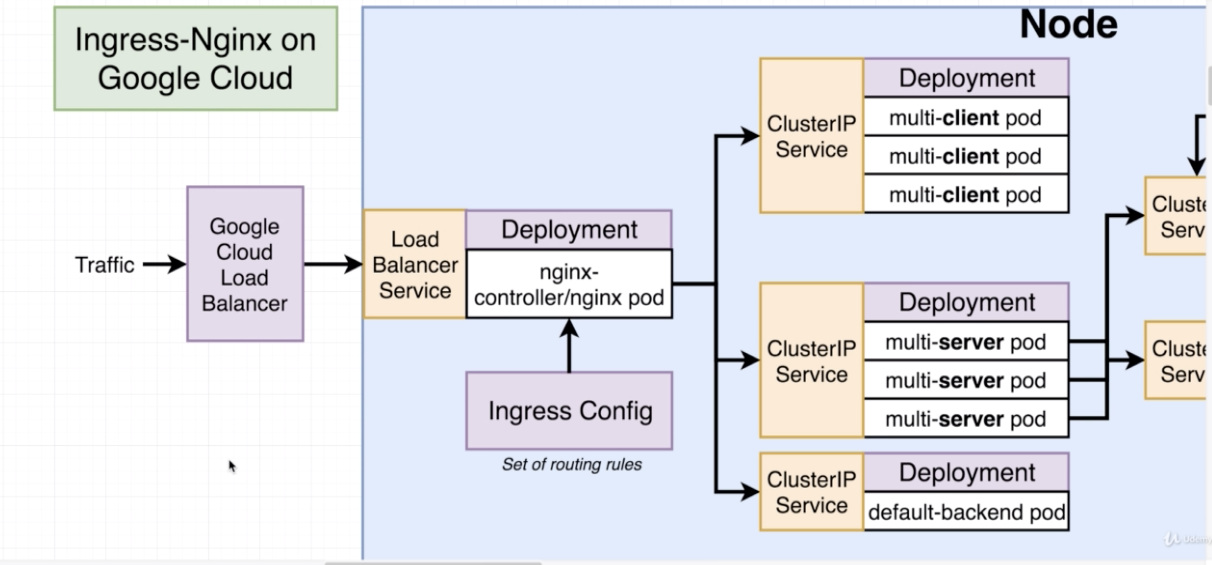 Ingress-Nginx on
Google Cloud
Node
Traffic
Google
Cloud
Load
Balancer
Load
Balancer
Service
Deployment
nginx-
controller/nginx pod
Ingress Config
Set of routing rules
ClusterIP
Service
Deployment
multi-client pod
multi-client pod
multi-client pod
ClusterIP
Service
Deployment
multi-server pod
multi-server pod
multi-server pod
ClusterIP
Service
Deployment
default-backend pod
Cluste
Serv
Cluste
Serv
Udemy